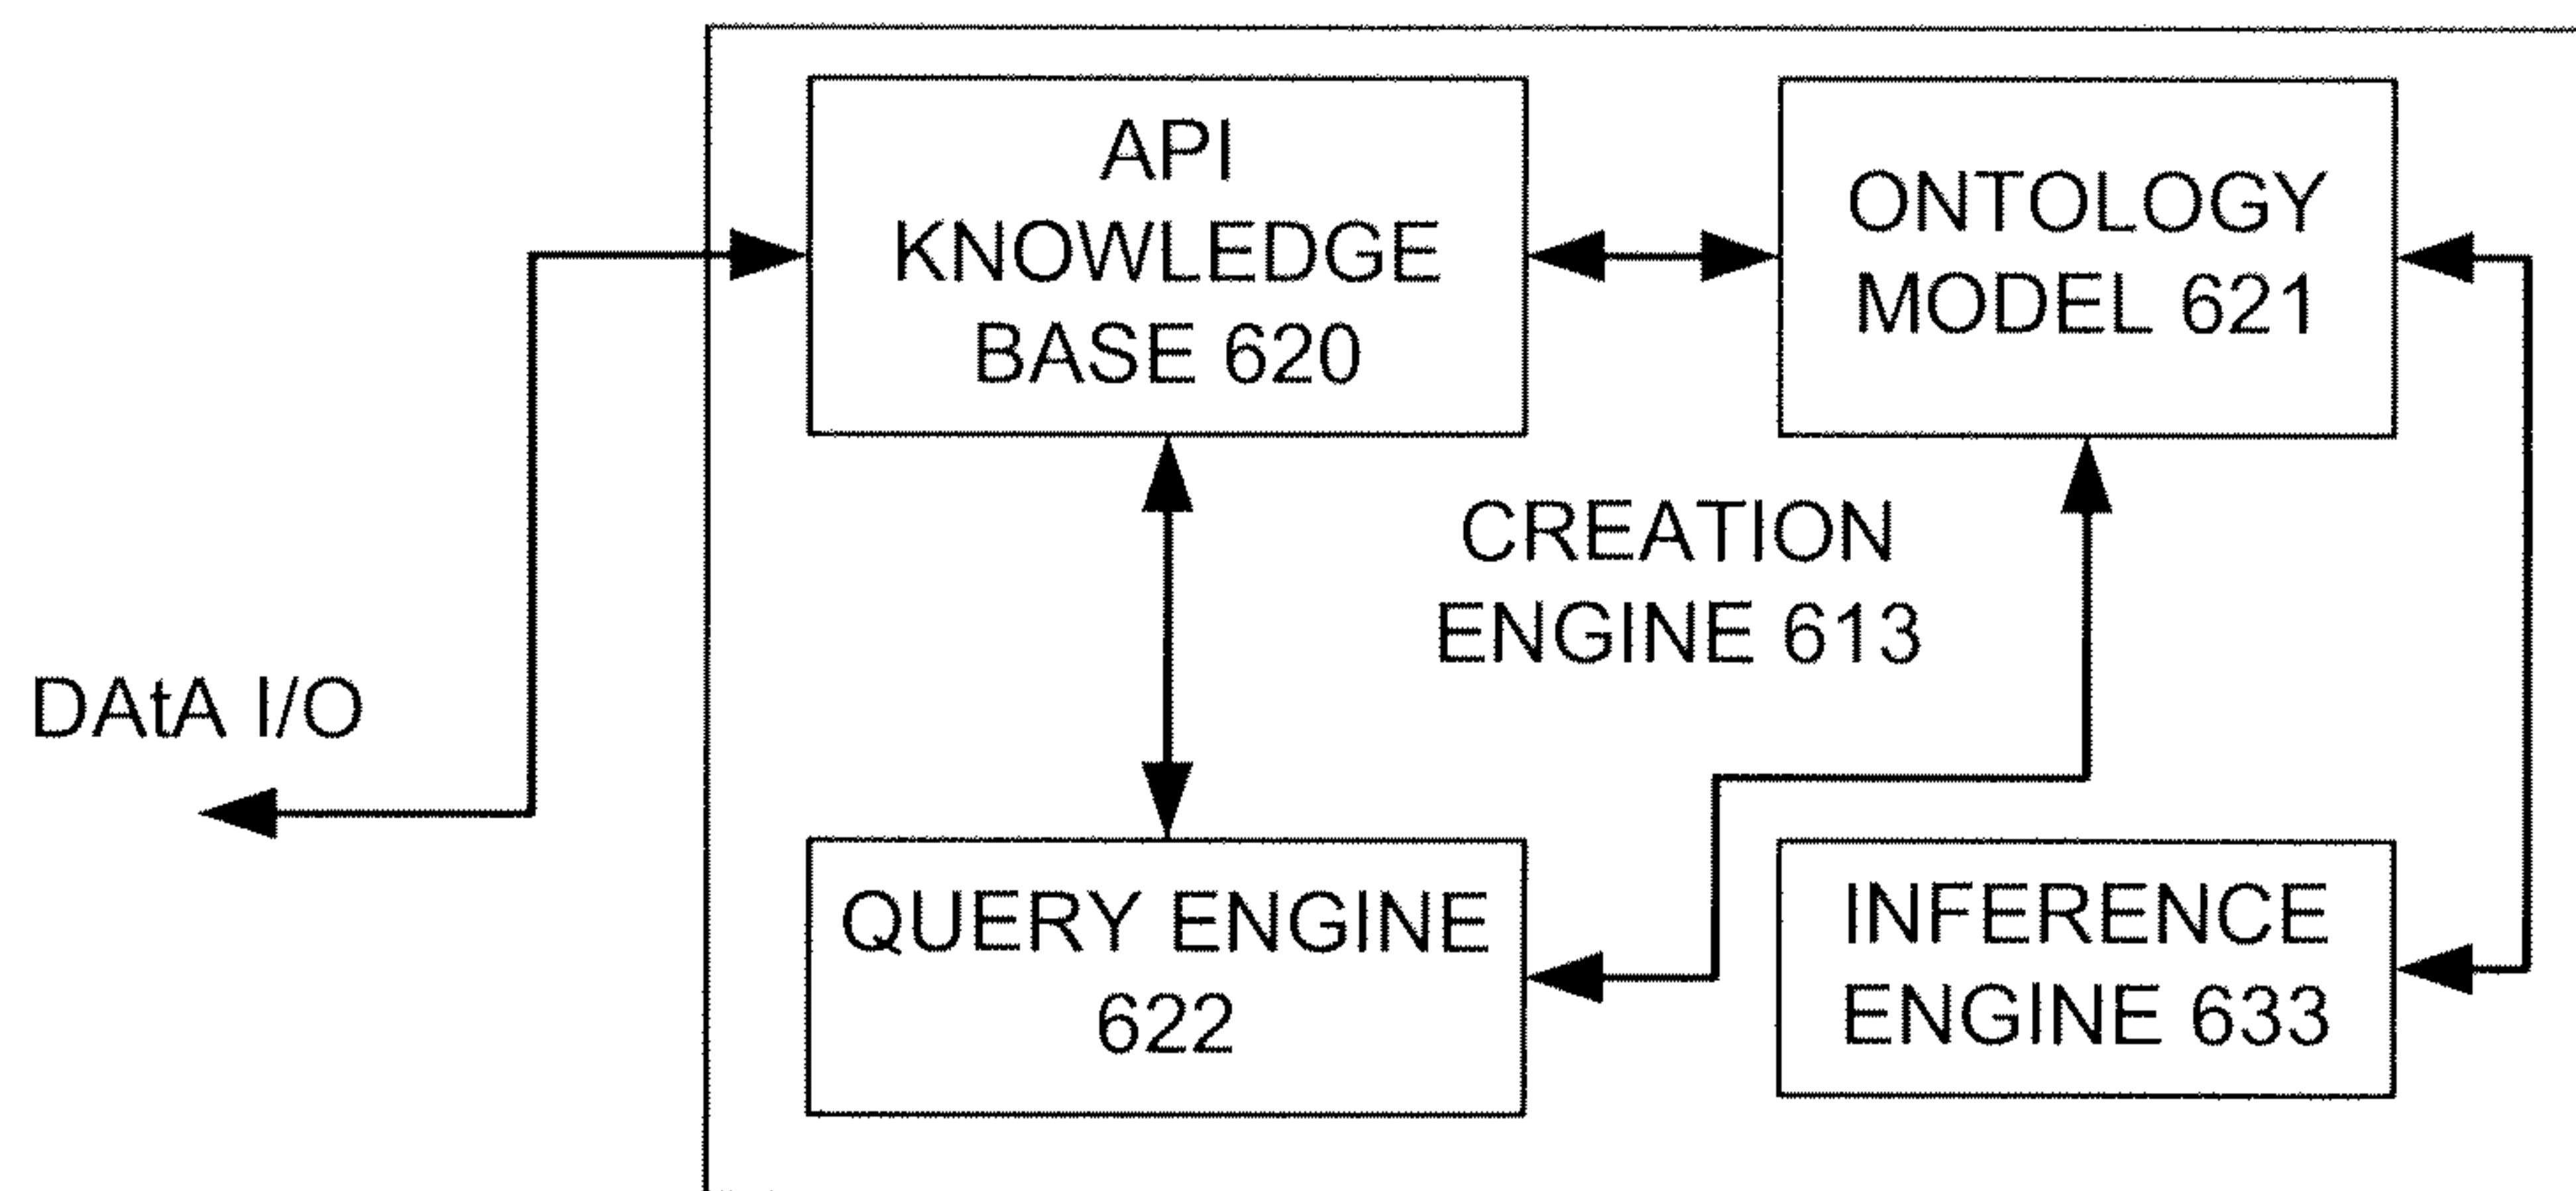 API
KNOWLEDGE
BASE 620
ONTOLOGY
MODEL 621
CREATION
ENGINE 613
DAtA I/O
QUERY ENGINE
622
INFERENCE
ENGINE 633